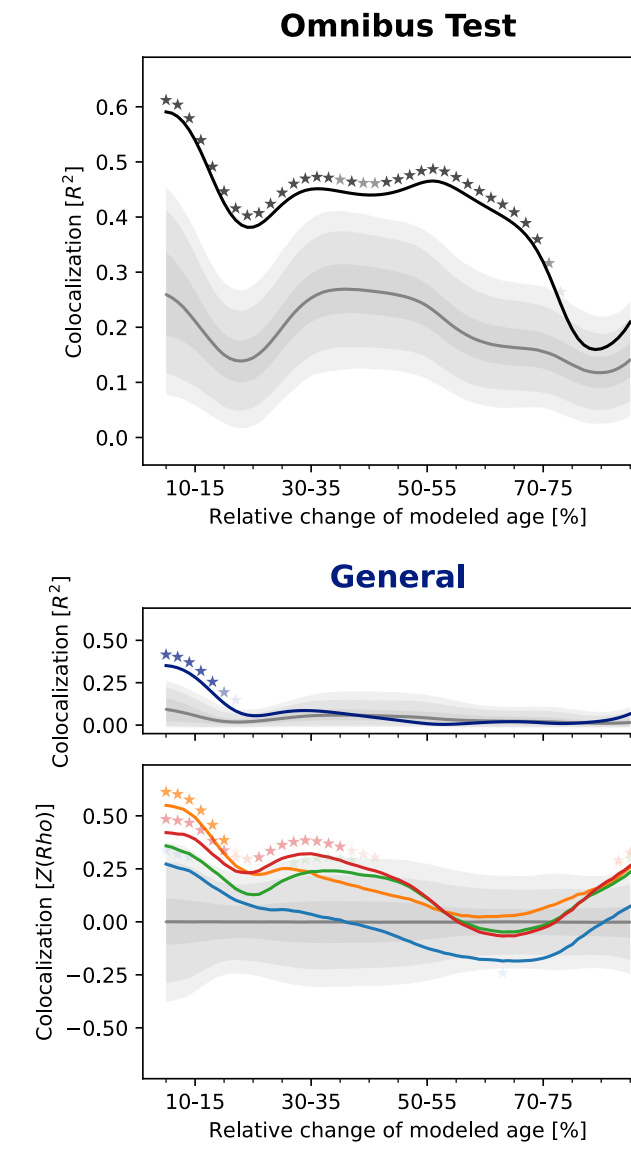 Omnibus Test
Colocalization [R²]
0.6
0.5
0.4
0.3
0.2
0.1
0.0
10-15 30-35 50-55 70-75
Relative change of modeled age [%]
General
Colocalization [R²]
0.50
0.25
0.00
Colocalization [Z(Rho)]
0.50
0.25
0.00
−0.25
−0.50
10-15 30-35 50-55 70-75
Relative change of modeled age [%]